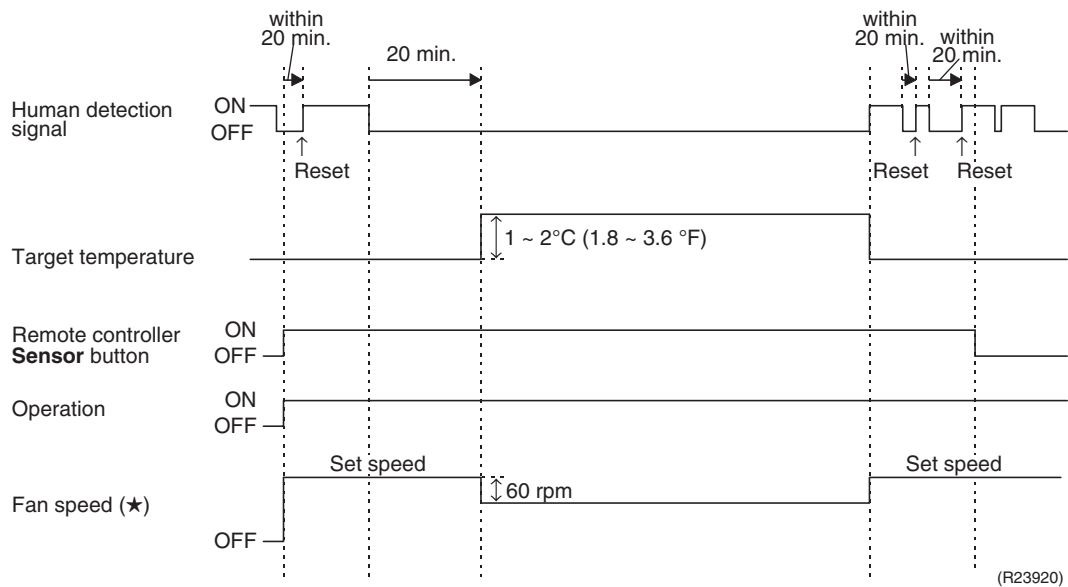 within
20 min.
20 min.
within
20 min.
within
20 min.
Human detection
signal
ON
OFF
Reset
Reset
Reset
Target temperature
1 ~ 2°C (1.8 ~ 3.6 °F)
Remote controller
Sensor button
ON
OFF
Operation
ON
OFF
Fan speed (★)
Set speed
60 rpm
Set speed
OFF
(R23920)